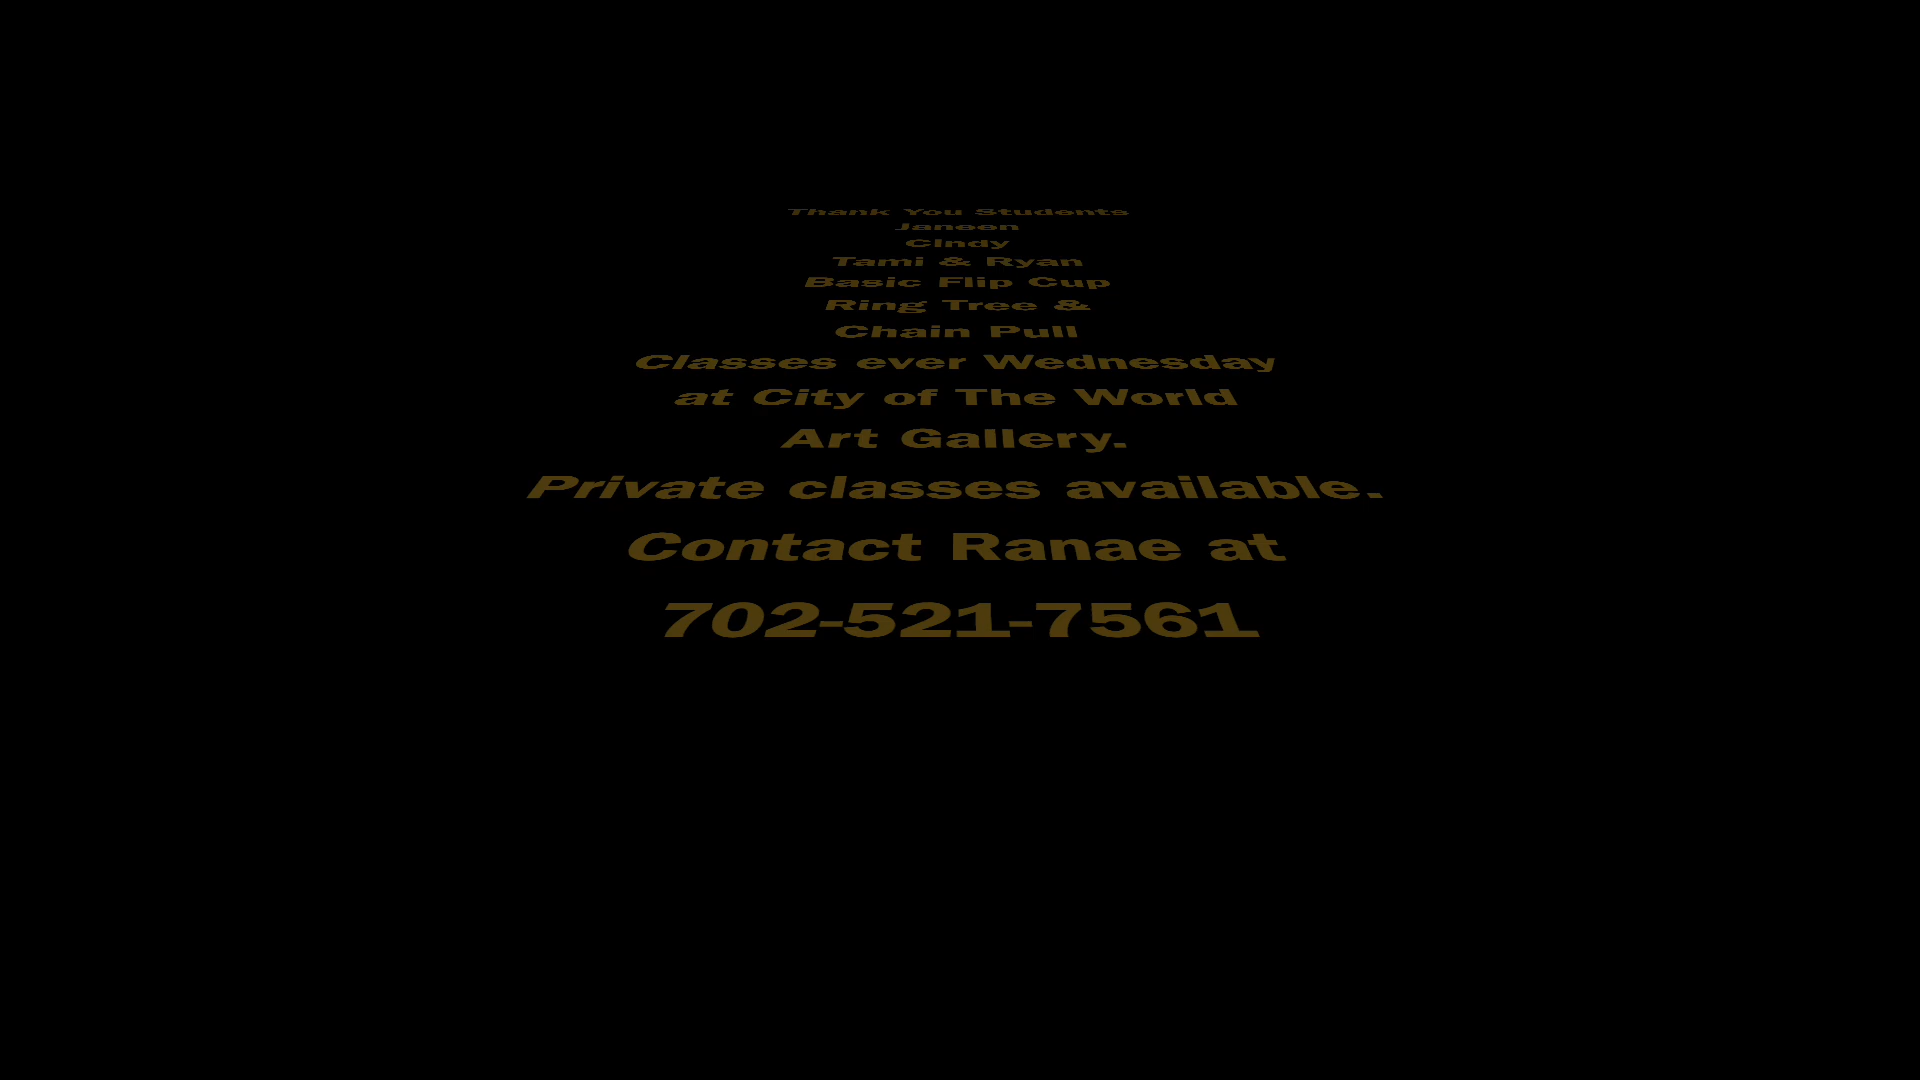 Thank You Students
Janeen
CIndy
Tami & Ryan
Basic Flip Cup
Ring Tree &
Chain Pull
Classes ever Wednesday
at City of The World
Art Gallery.
Private classes available.
Contact Ranae at
702-521-7561